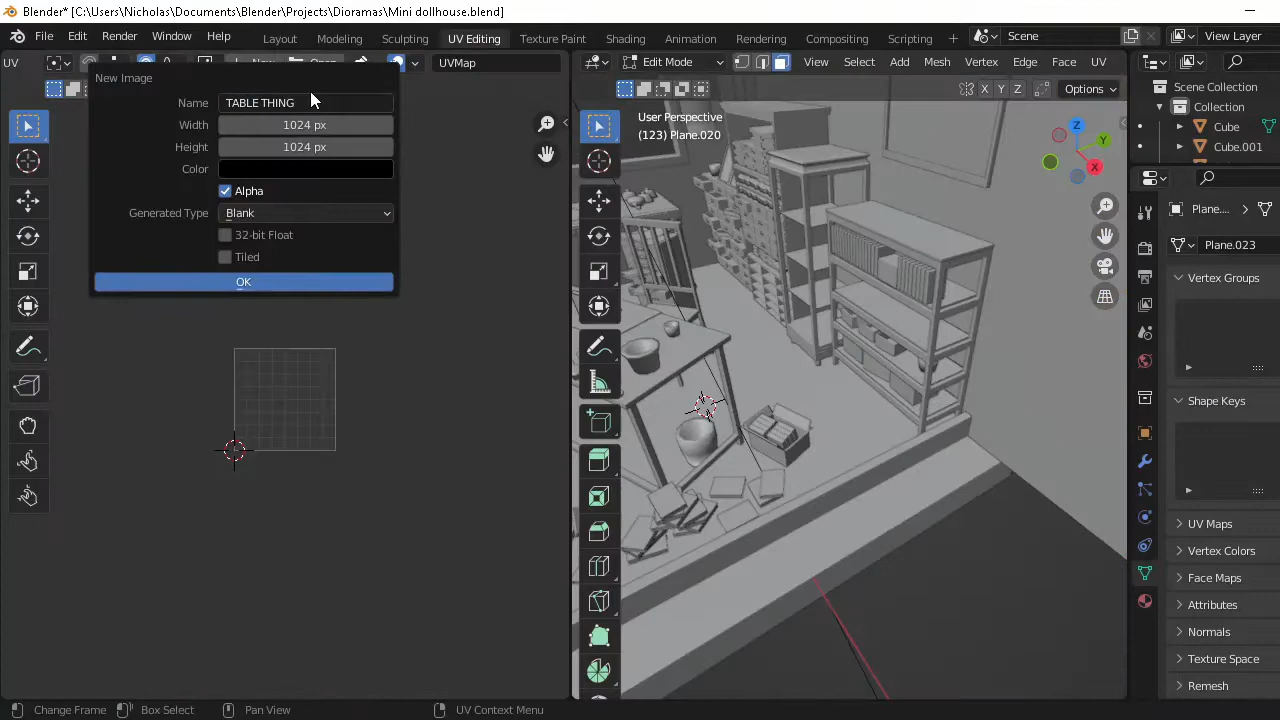 Blender* [C:\Users\Nicholas\Documents\Blender\Projects\Dioramas\Mini dollhouse.blend]
File Edit Render Window Help Layout Modeling Sculpting UV Editing Texture Paint Shading Animation Rendering Compositing Scripting Scene View Layer
UV UVMap
Edit Mode View Select Add Mesh Vertex Edge Face UV
X Y Z Options
New Image
Name TABLE THING
Width 1024 px
Height 1024 px
Color
Alpha
Generated Type Blank
32-bit Float
Tiled
OK
User Perspective
(123) Plane.020
Z
Y
X
Scene Collection
Collection
Cube
Cube.001
Plane....
Plane.023
Vertex Groups
Shape Keys
UV Maps
Vertex Colors
Face Maps
Attributes
Normals
Texture Space
Remesh
Change Frame Box Select Pan View UV Context Menu